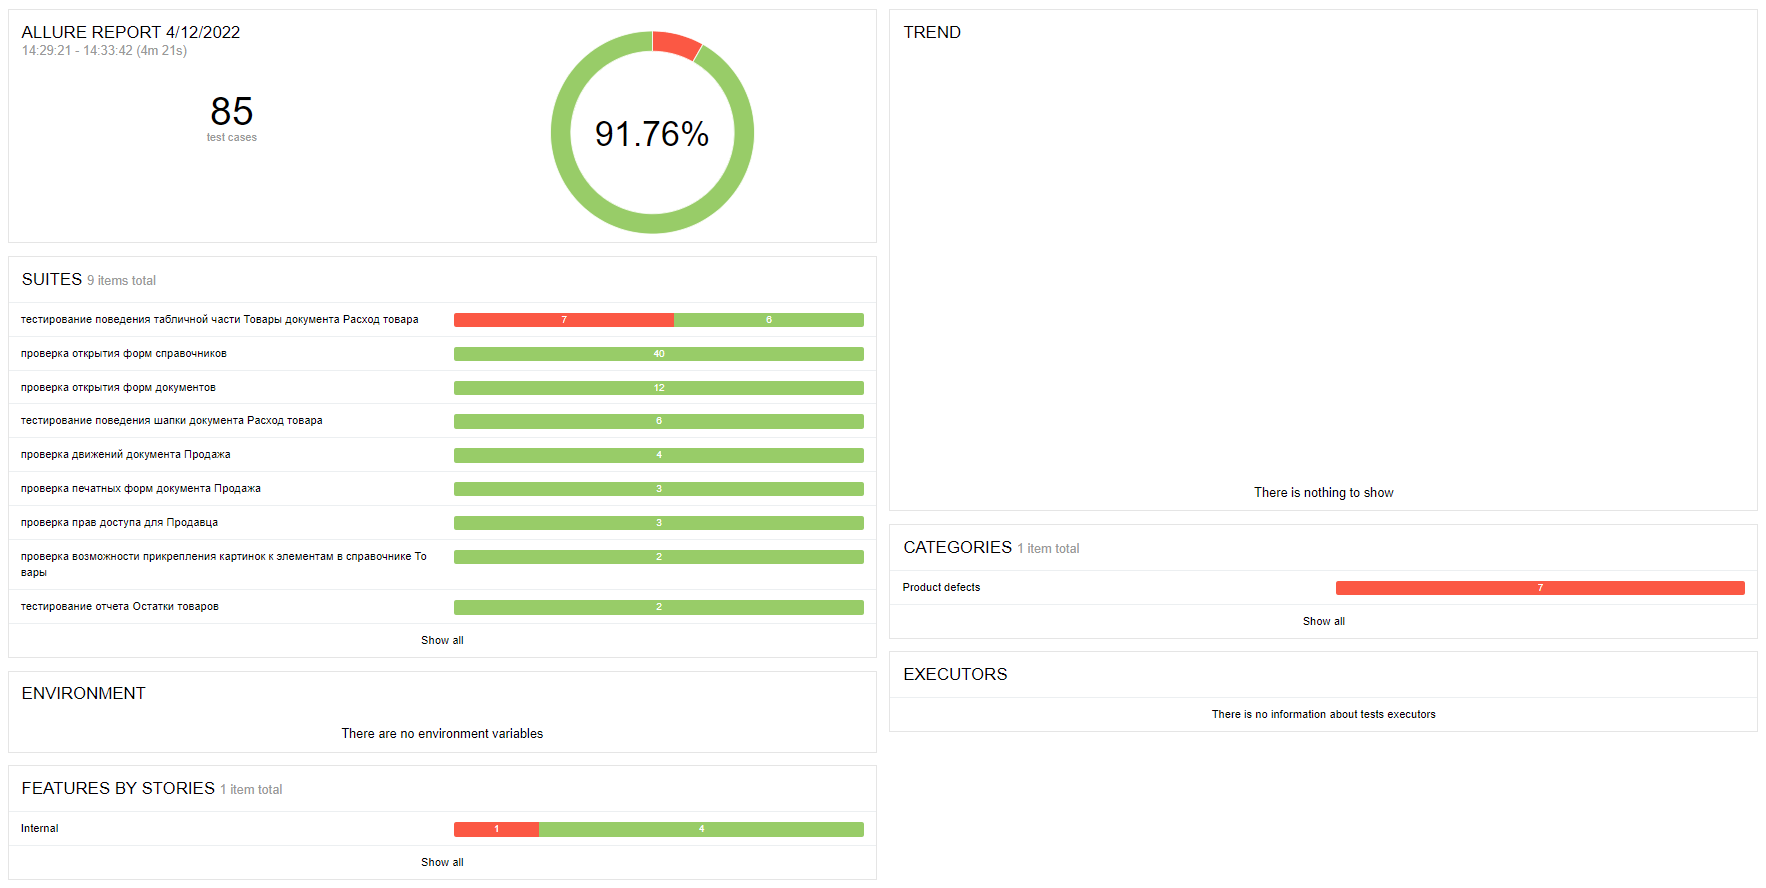 ALLURE REPORT 4/12/2022
14:29:21 - 14:33:42 (4m 21s)
85
test cases
91.76%
SUITES 9 items total
тестирование поведения табличной части Товары документа Расход товара
7
6
проверка открытия форм справочников
40
проверка открытия форм документов
12
тестирование поведения шапки документа Расход товара
6
проверка движений документа Продажа
4
проверка печатных форм документа Продажа
3
проверка прав доступа для Продавца
3
проверка возможности прикрепления картинок к элементам в справочнике То
вары
2
тестирование отчета Остатки товаров
2
Show all
ENVIRONMENT
There are no environment variables
FEATURES BY STORIES 1 item total
Internal
1
4
Show all
TREND
There is nothing to show
CATEGORIES 1 item total
Product defects
7
Show all
EXECUTORS
There is no information about tests executors